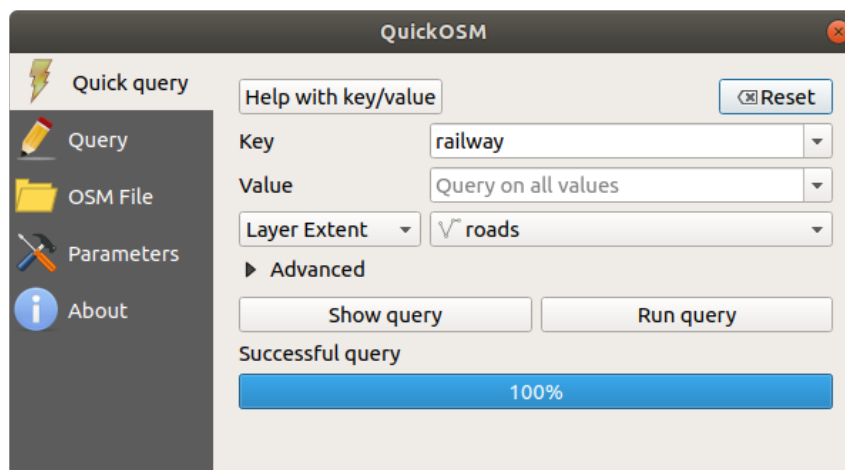 QuickOSM
Quick query
Query
OSM File
Parameters
About
Help with key/value
Reset
Key
railway
Value
Query on all values
Layer Extent
roads
Advanced
Show query
Run query
Successful query
100%